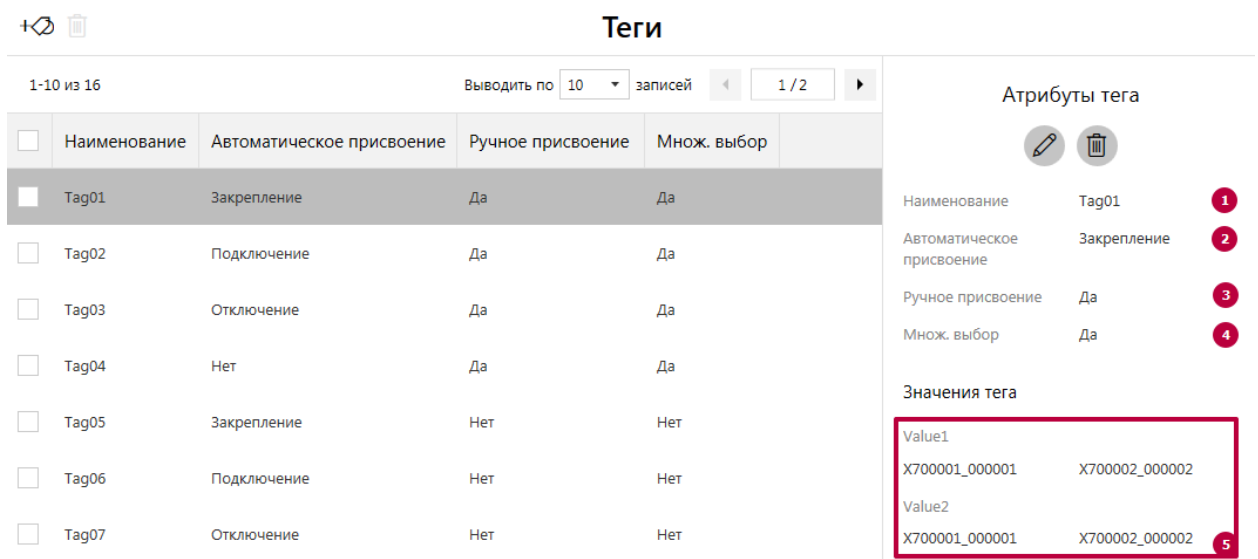 Теги
1-10 из 16 Выводить по 10 записей 1 / 2
Наименование Автоматическое присвоение Ручное присвоение Множ. выбор
Tag01 Закрепление Да Да
Tag02 Подключение Да Да
Tag03 Отключение Да Да
Tag04 Нет Да Да
Tag05 Закрепление Нет Нет
Tag06 Подключение Нет Нет
Tag07 Отключение Нет Нет
Атрибуты тега
Наименование Tag01 1
Автоматическое Закрепление 2
присвоение
Ручное присвоение Да 3
Множ. выбор Да 4
Значения тега
Value1
X700001_000001 X700002_000002
Value2
X700001_000001 X700002_000002 5